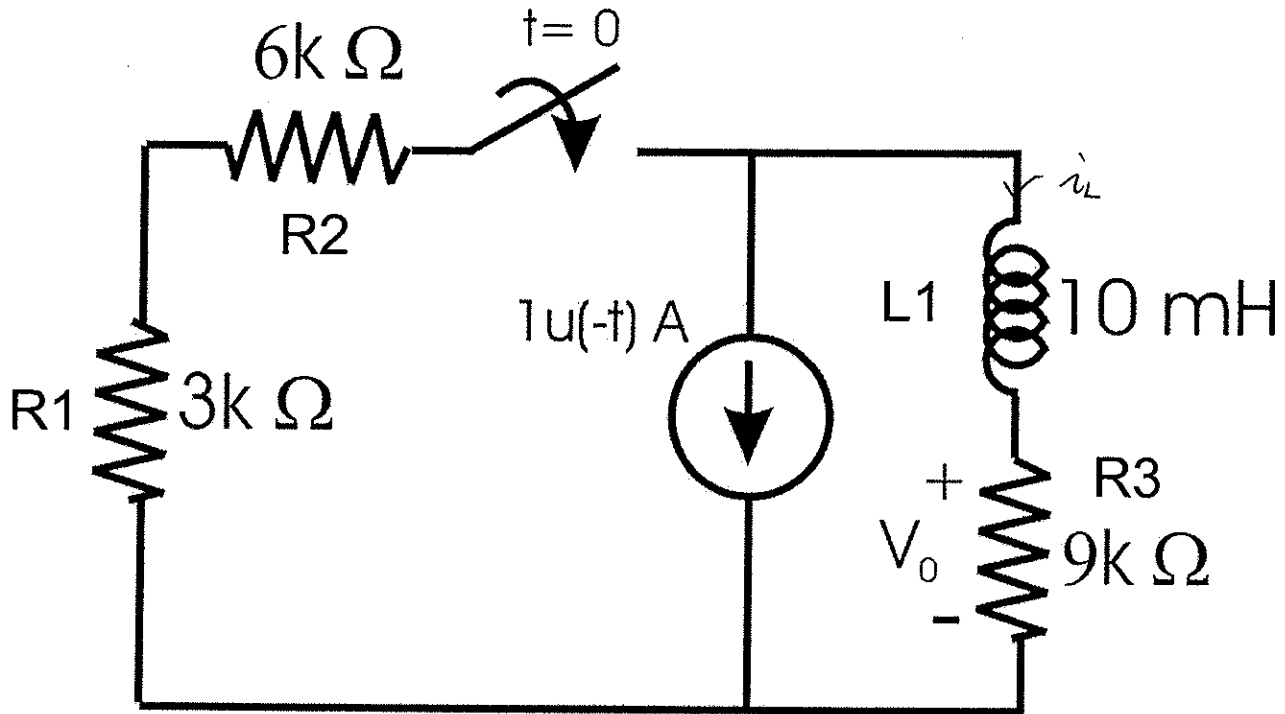 t= 0
6k Ω
R2
i_L
1u(-t) A
L1
10 mH
R1
3k Ω
+
R3
V₀
9k Ω
-